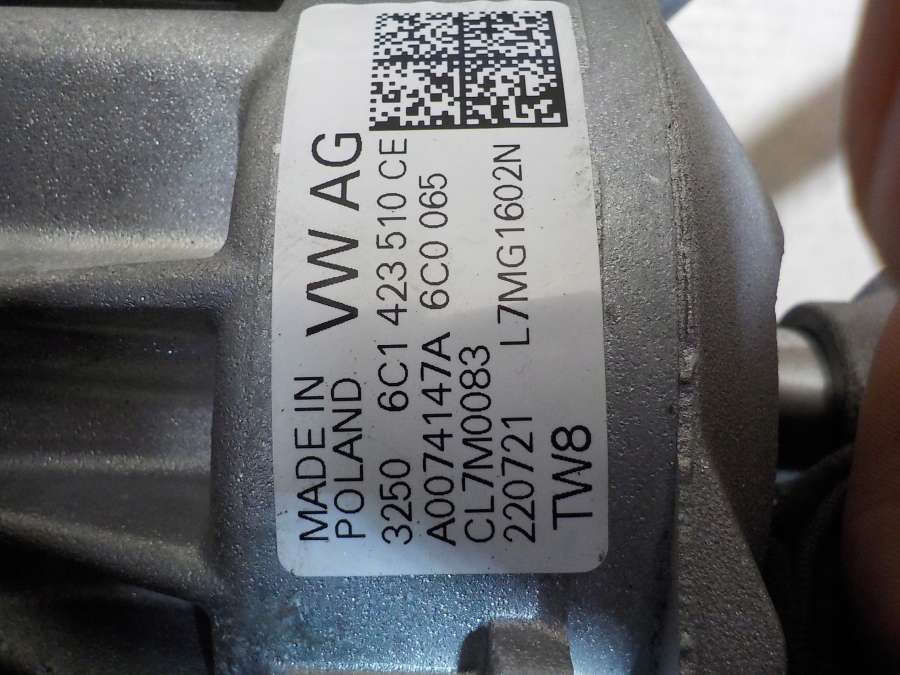 MADE IN
POLAND VW AG
3250 6C1 423 510 CE
A0074147A 6C0 065
CL7M0083
220721 L7MG1602N
TW8